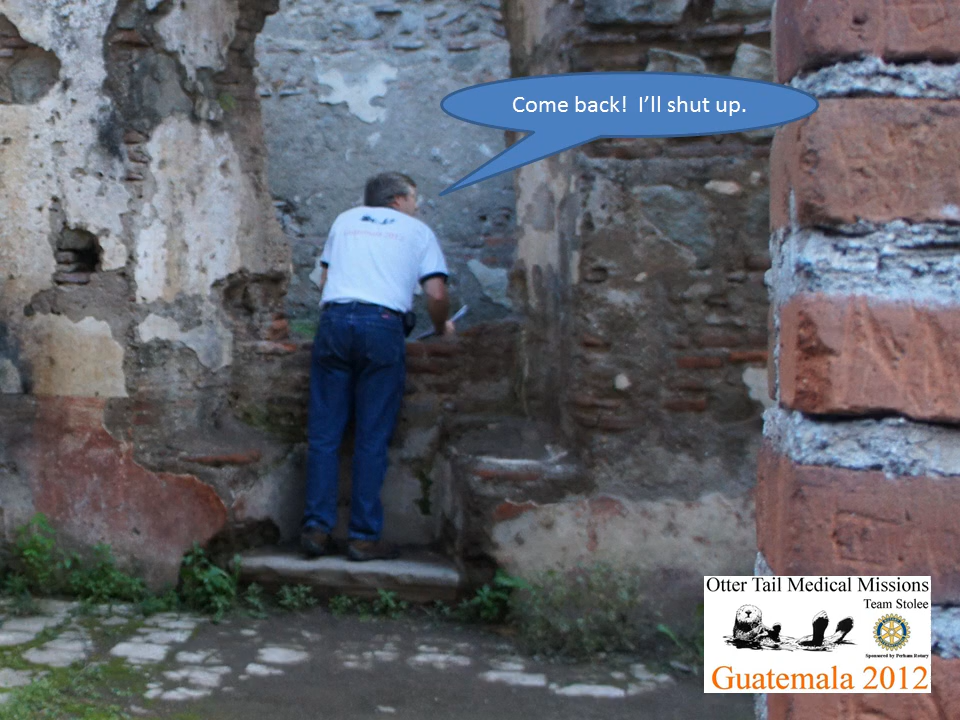 Come back!  I’ll shut up.
Otter Tail Medical Missions
Team Stolee
Sponsored by Perham Rotary
Guatemala 2012